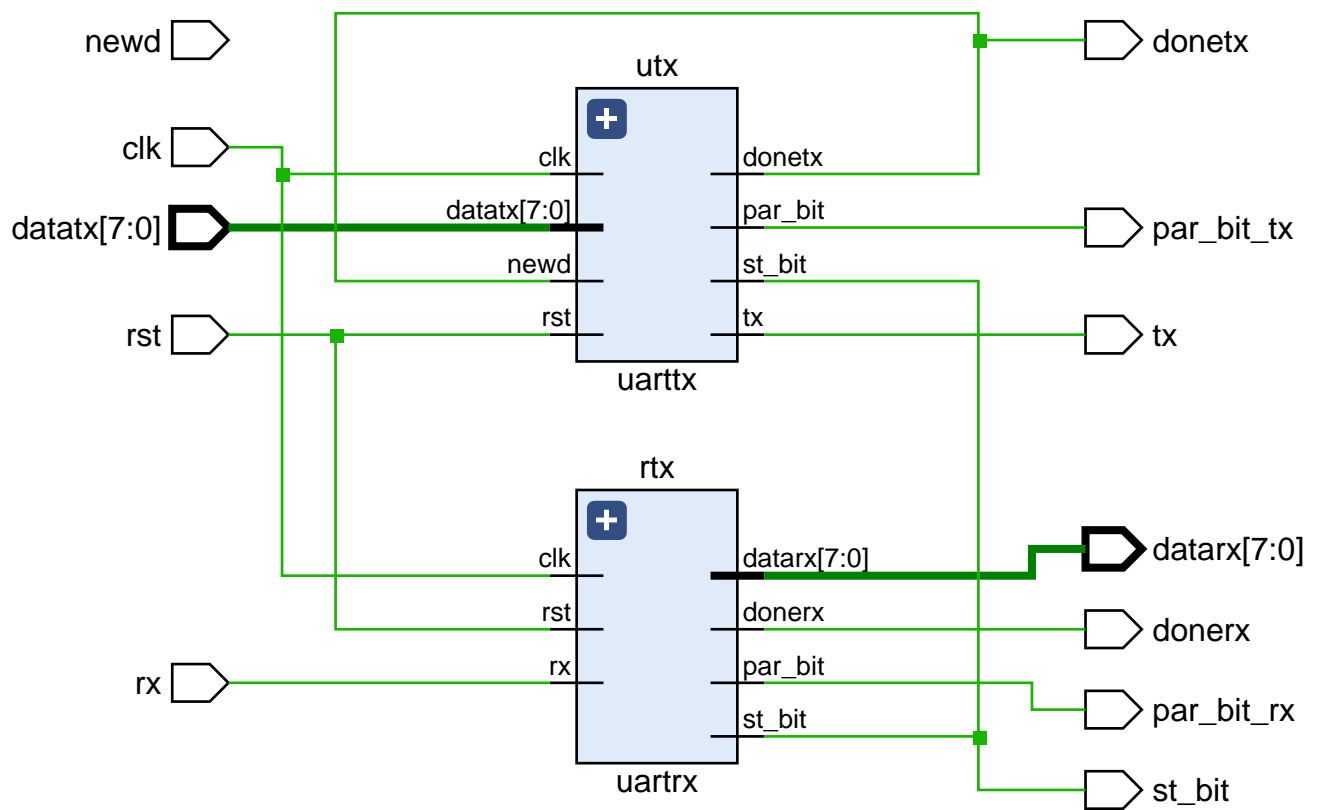 newd
donetx
utx
clk
clk
donetx
datatx[7:0]
datatx[7:0]
par_bit
par_bit_tx
newd
st_bit
rst
rst
tx
tx
uarttx
rtx
clk
datarx[7:0]
datarx[7:0]
rst
donerx
donerx
rx
rx
par_bit
par_bit_rx
st_bit
uartrx
st_bit